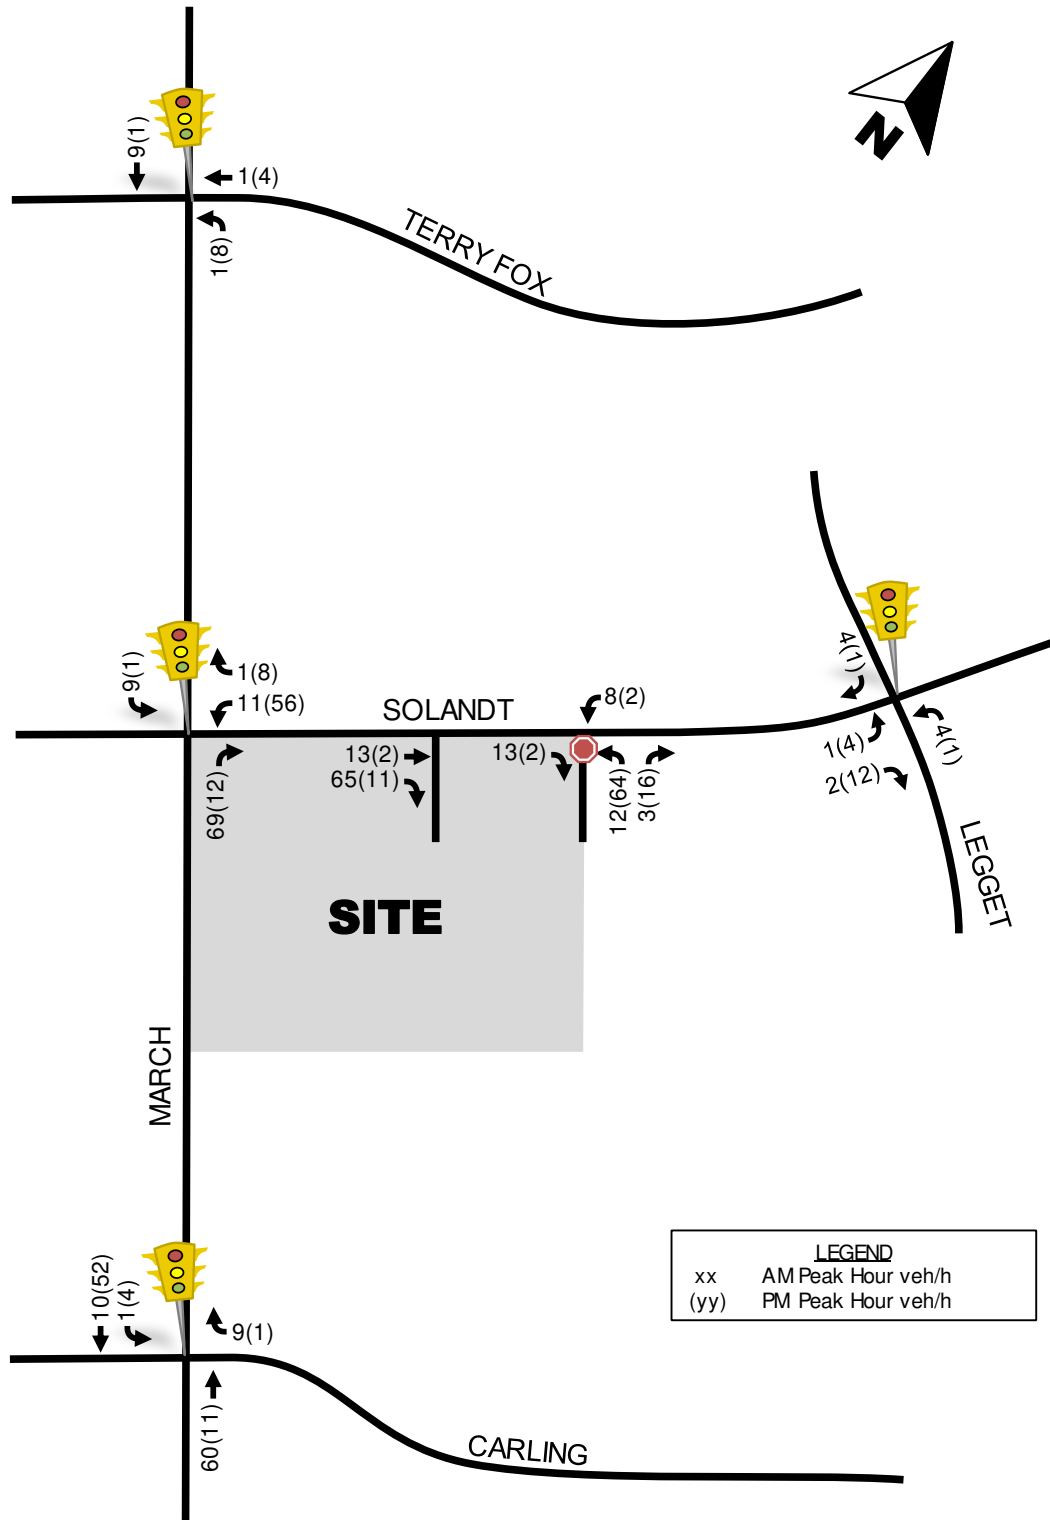 N
9(1)
1(4)
1(8)
TERRY FOX
9(1)
1(8)
11(56)
SOLANDT
8(2)
4(1)
69(12)
13(2)
65(11)
13(2)
12(64)
3(16)
1(4)
2(12)
4(1)
LEGGET
SITE
MARCH
LEGEND
xx AM Peak Hour veh/h
(yy) PM Peak Hour veh/h
10(52)
1(4)
9(1)
60(11)
CARLING